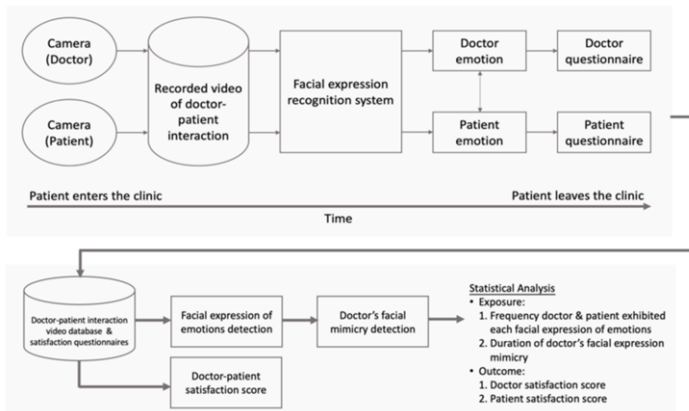 Camera
(Doctor)
Recorded video
of doctor-
patient
interaction
Facial expression
recognition system
Doctor
emotion
Doctor
questionnaire
Camera
(Patient)
Patient
emotion
Patient
questionnaire
Patient enters the clinic
Patient leaves the clinic
Time
Doctor-patient interaction
video database &
satisfaction questionnaires
Facial expression of
emotions detection
Doctor's facial
mimicry detection
Doctor-patient
satisfaction score
Statistical Analysis
• Exposure:
1. Frequency doctor & patient exhibited
each facial expression of emotions
2. Duration of doctor's facial expression
mimicry
• Outcome:
1. Doctor satisfaction score
2. Patient satisfaction score